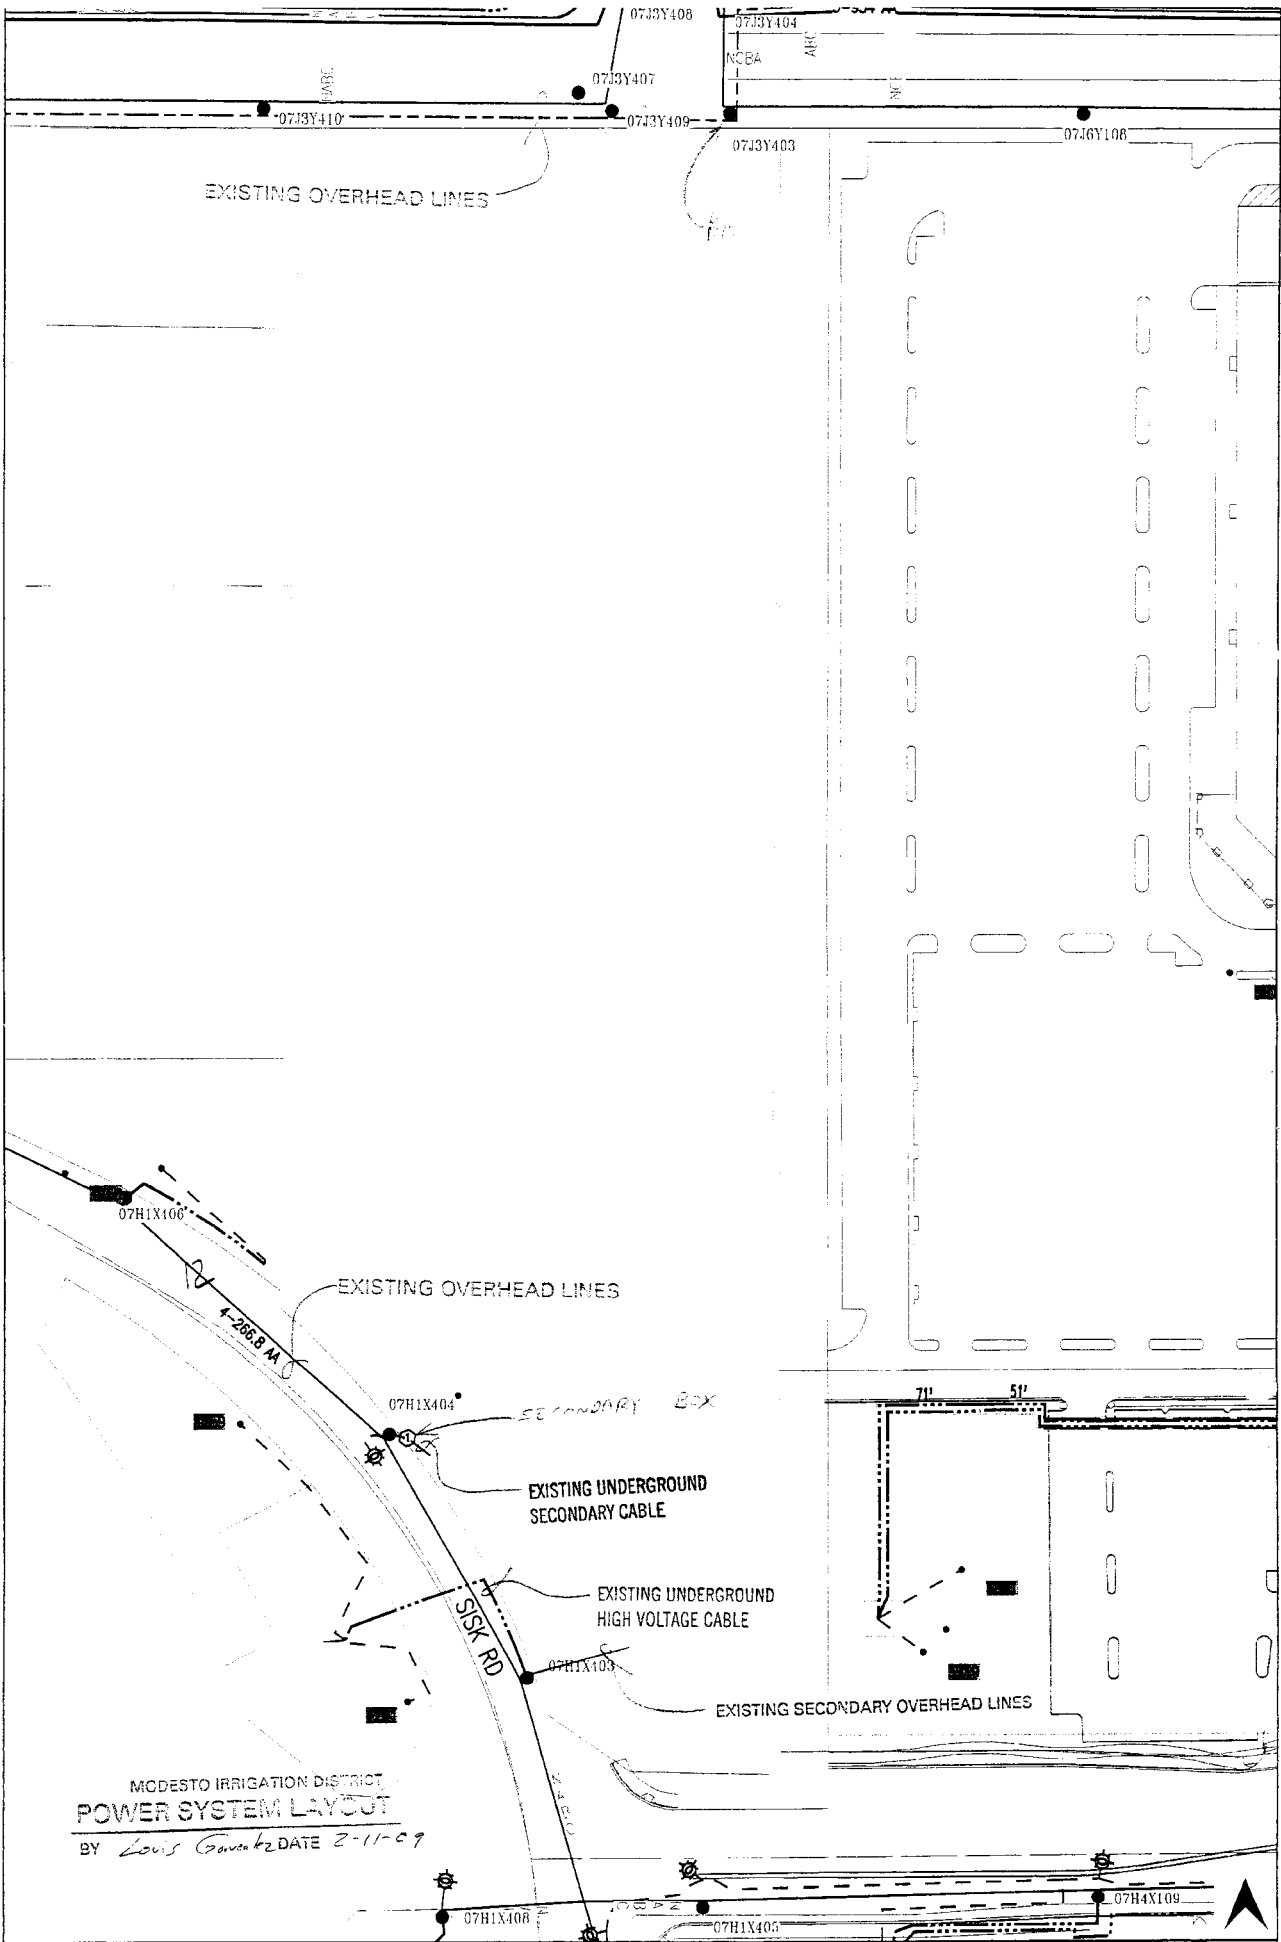 07J3Y408
07J3Y404
NCBA
ABC
07J3Y407
07J3Y410
07J3Y409
07J3Y403
07J6Y108
EXISTING OVERHEAD LINES
07H1X406
12
EXISTING OVERHEAD LINES
4-266.8 AA
07H1X404
SECONDARY BOX
71'
51'
EXISTING UNDERGROUND
SECONDARY CABLE
EXISTING UNDERGROUND
HIGH VOLTAGE CABLE
SISK RD
07H1X403
EXISTING SECONDARY OVERHEAD LINES
MODESTO IRRIGATION DISTRICT
POWER SYSTEM LAYOUT
BY Louis Gonzalez DATE 2-11-09
07H4X109
07H1X408
07H1X405